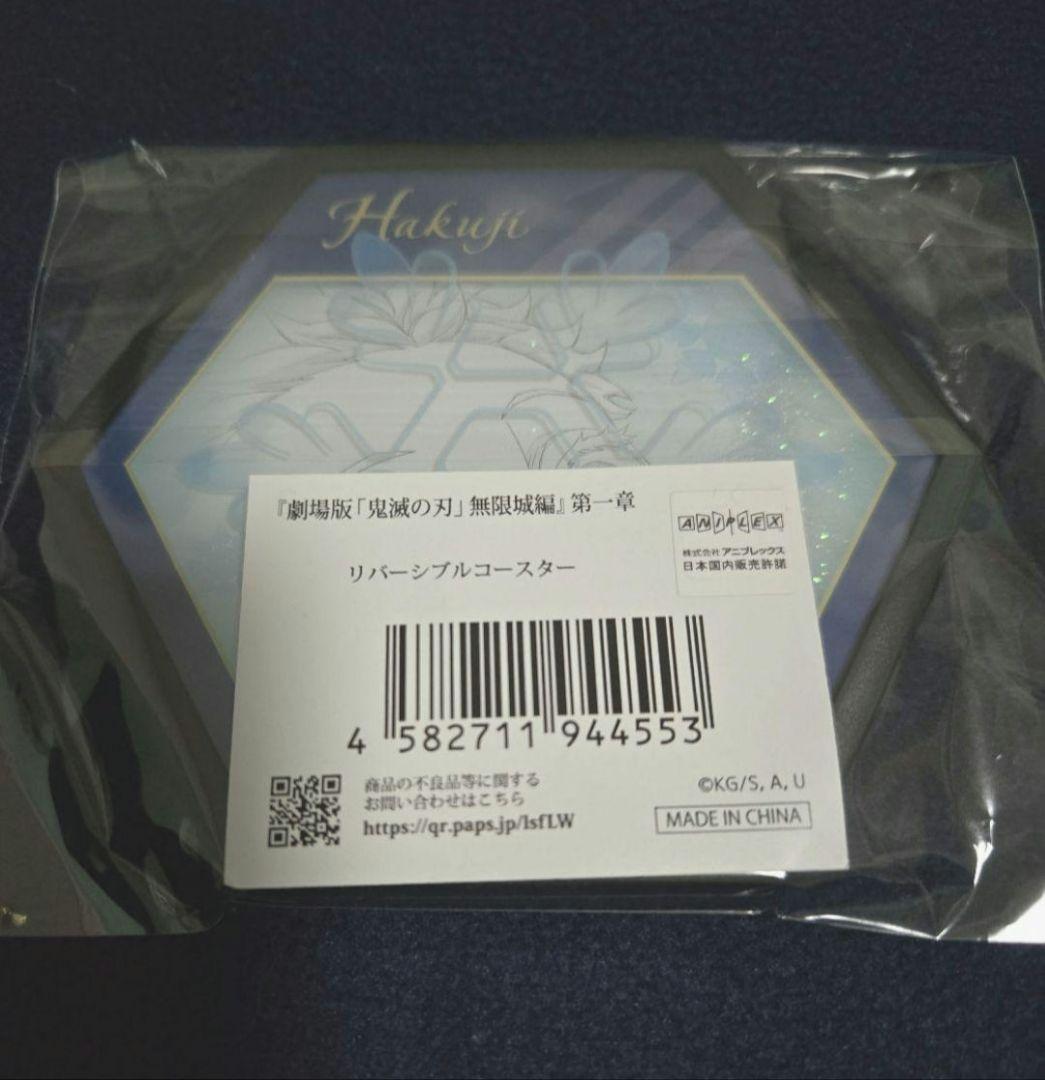 Hakuji
『劇場版「鬼滅の刃」無限城編』第一章
リバーシブルコースター
ANIPLEX
株式会社アニプレックス
日本国内販売許諾
4 582711 944553
商品の不良品等に関する
お問い合わせはこちら
https://qr.paps.jp/lsfLW
©KG/S, A, U
MADE IN CHINA